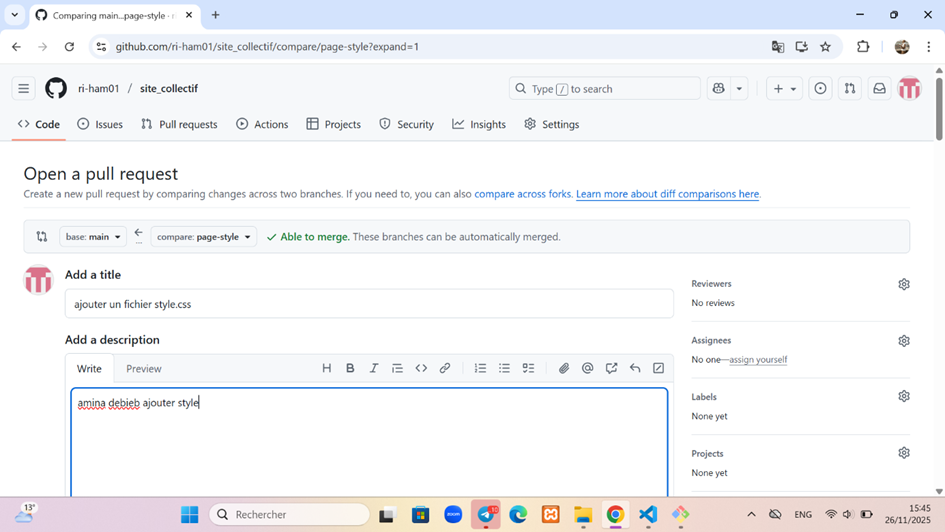 Comparing main...page-style · r
github.com/ri-ham01/site_collectif/compare/page-style?expand=1
ri-ham01 / site_collectif
Type / to search
Code Issues Pull requests Actions Projects Security Insights Settings
Open a pull request
Create a new pull request by comparing changes across two branches. If you need to, you can also compare across forks. Learn more about diff comparisons here.
base: main ... compare: page-style Able to merge. These branches can be automatically merged.
Add a title
ajouter un fichier style.css
Add a description
Write Preview
amina debieb ajouter style
Reviewers
No reviews
Assignees
No one—assign yourself
Labels
None yet
Projects
None yet
13°
Rechercher
zoom
ENG
15:45
26/11/2025